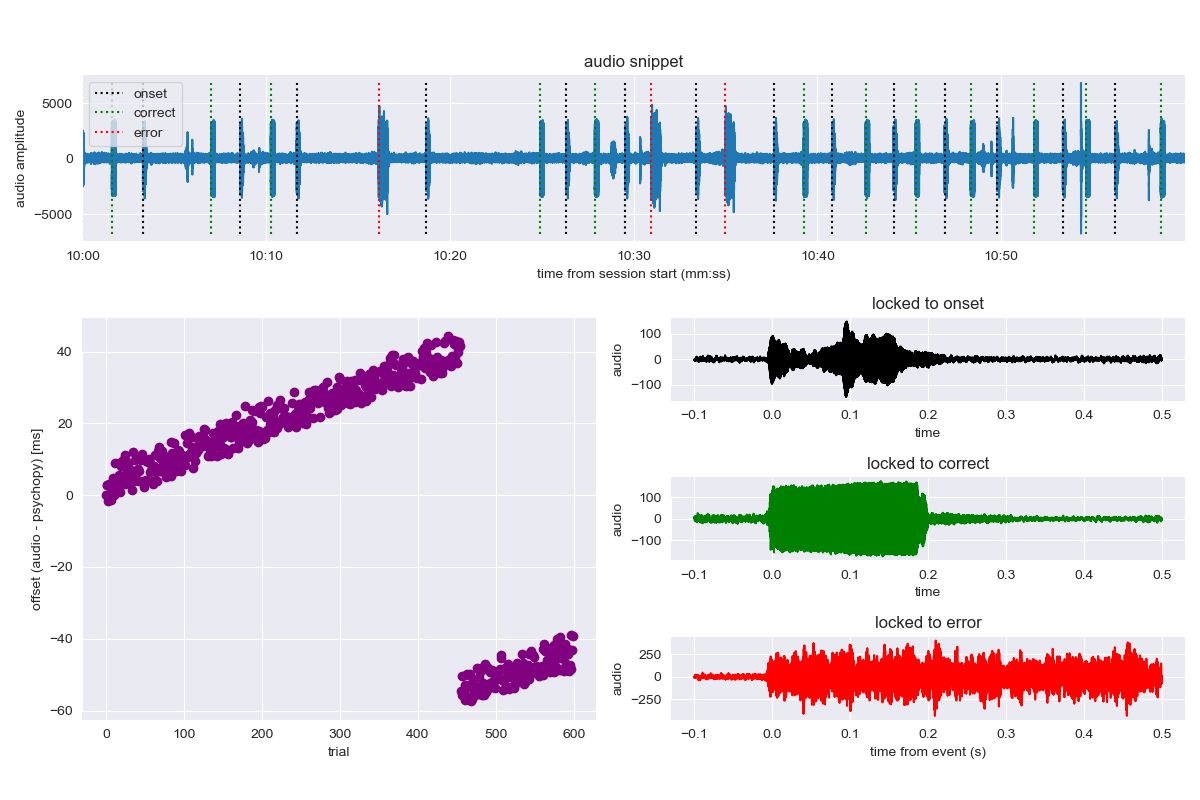 audio snippet
audio amplitude
5000
0
−5000
onset
correct
error
10:00 10:10 10:20 10:30 10:40 10:50
time from session start (mm:ss)
offset (audio - psychopy) [ms]
40
20
0
−20
−40
−60
0 100 200 300 400 500 600
trial
locked to onset
audio
100
0
−100
−0.1 0.0 0.1 0.2 0.3 0.4 0.5
time
locked to correct
audio
100
0
−100
−0.1 0.0 0.1 0.2 0.3 0.4 0.5
time
locked to error
audio
250
0
−250
−0.1 0.0 0.1 0.2 0.3 0.4 0.5
time from event (s)